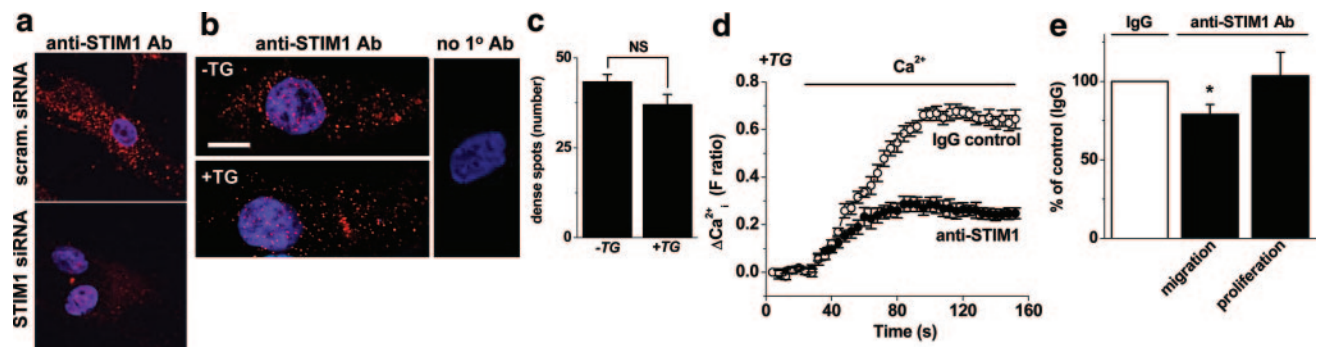 a
anti-STIM1 Ab
scram. siRNA
STIM1 siRNA
b
anti-STIM1 Ab
no 1º Ab
-TG
+TG
c
NS
50
25
0
dense spots (number)
-TG
+TG
d
+TG
Ca²⁺
0.8
0.6
0.4
0.2
0.0
ΔCa²⁺ᵢ (F ratio)
IgG control
anti-STIM1
0
40
80
120
160
Time (s)
e
IgG
anti-STIM1 Ab
100
50
0
% of control (IgG)
*
migration
proliferation